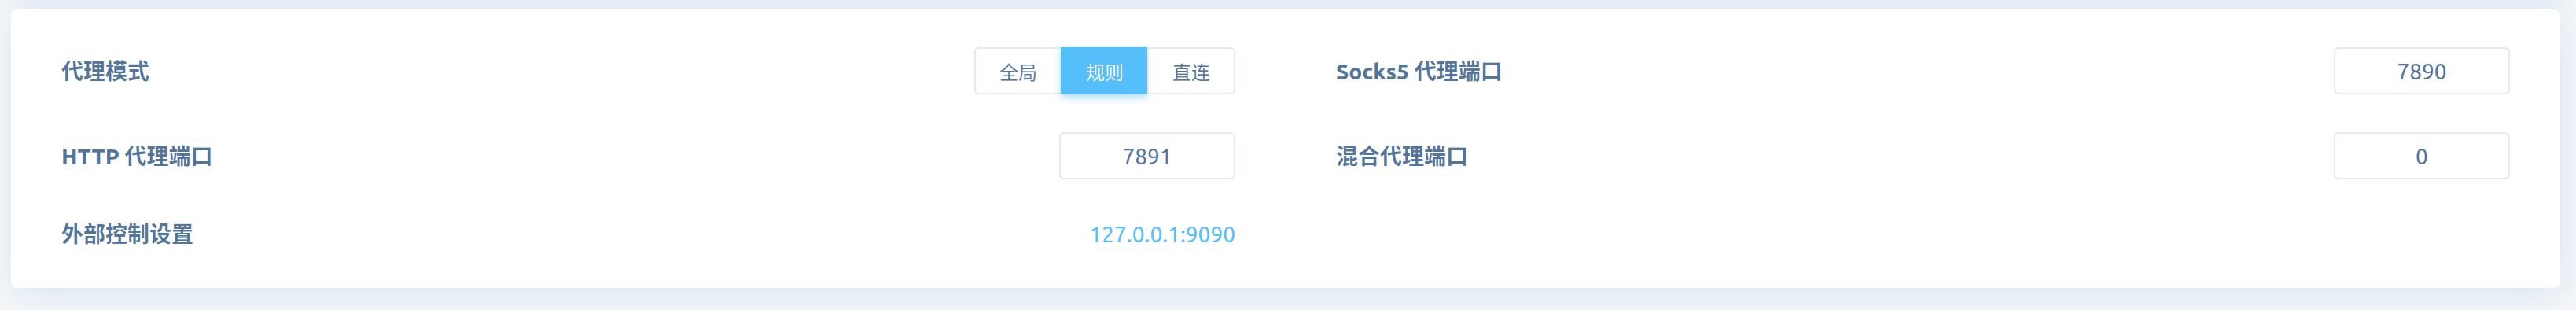 代理模式 全局 规则 直连 Socks5 代理端口 7890
HTTP 代理端口 7891 混合代理端口 0
外部控制设置 127.0.0.1:9090